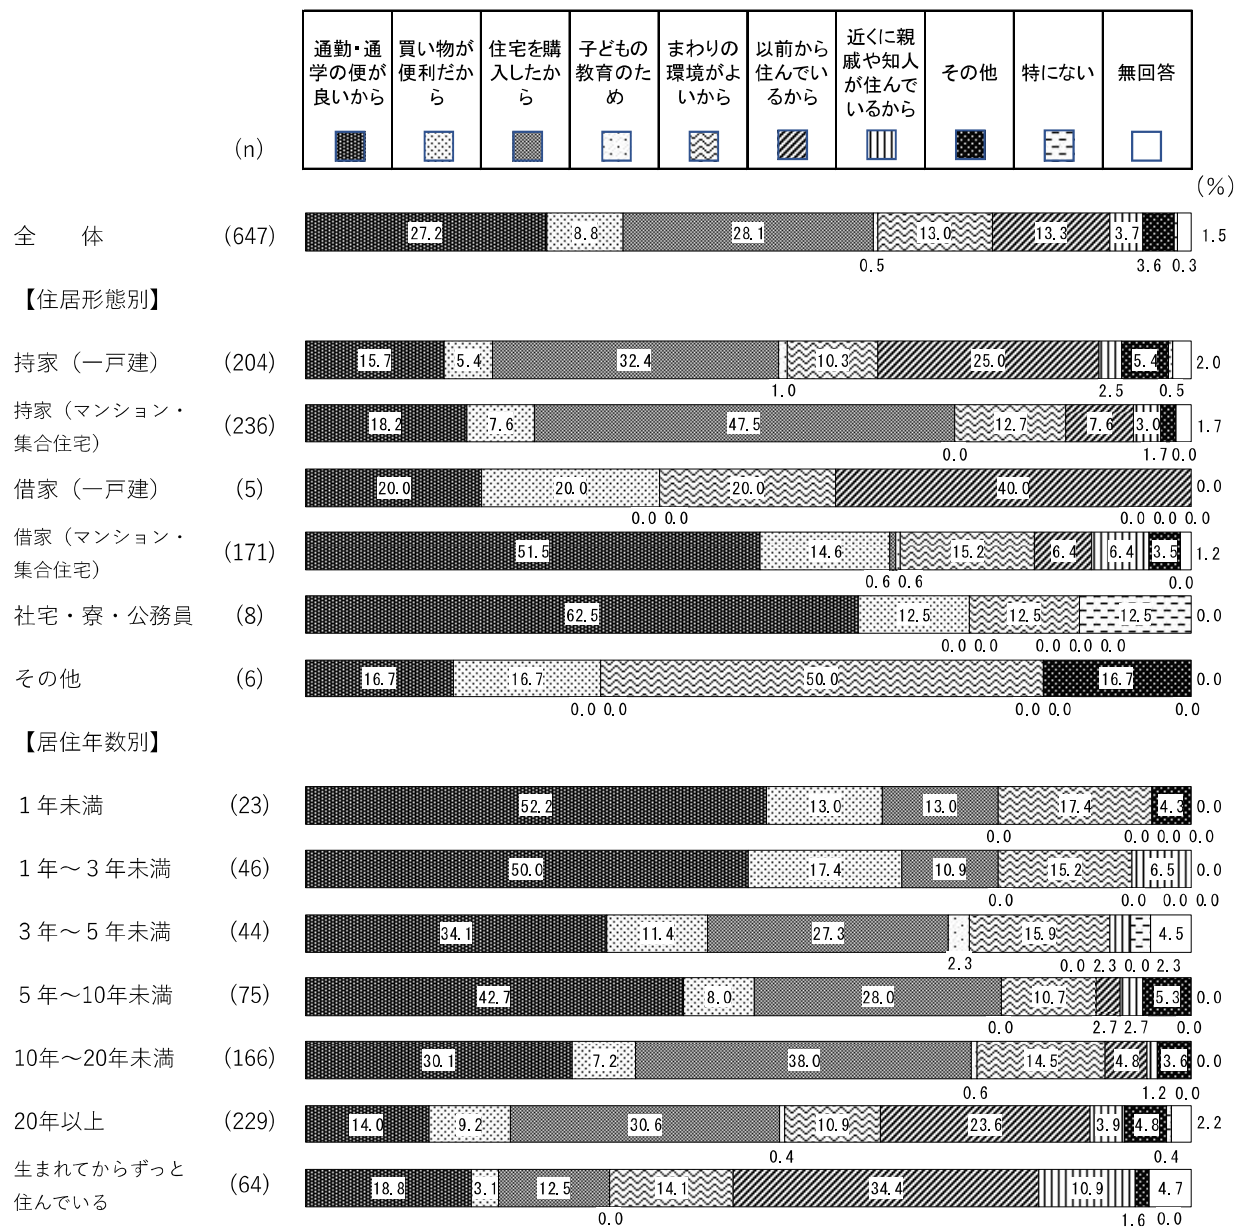 通勤・通学の便が良いから
買い物が便利だから
住宅を購入したから
子どもの教育のため
まわりの環境がよいから
以前から住んでいるから
近くに親戚や知人が住んでいるから
その他
特にない
無回答
(n)
(%)
全　　体 (647) 27.2 8.8 28.1 13.0 13.3 3.7 1.5
0.5 3.6 0.3
【住居形態別】
持家（一戸建） (204) 15.7 5.4 32.4 10.3 25.0 5.4 2.0
1.0 2.5 0.5
持家（マンション・
集合住宅） (236) 18.2 7.6 47.5 12.7 7.6 3.0 1.7
0.0 1.7 0.0
借家（一戸建） (5) 20.0 20.0 20.0 40.0 0.0
0.0 0.0 0.0 0.0 0.0
借家（マンション・
集合住宅） (171) 51.5 14.6 15.2 6.4 6.4 3.5 1.2
0.6 0.6 0.0
社宅・寮・公務員 (8) 62.5 12.5 12.5 12.5 0.0
0.0 0.0 0.0 0.0 0.0
その他 (6) 16.7 16.7 50.0 16.7 0.0
0.0 0.0 0.0 0.0 0.0
【居住年数別】
１年未満 (23) 52.2 13.0 13.0 17.4 4.3 0.0
0.0 0.0 0.0 0.0
１年～３年未満 (46) 50.0 17.4 10.9 15.2 6.5 0.0
0.0 0.0 0.0 0.0
３年～５年未満 (44) 34.1 11.4 27.3 15.9 4.5
2.3 0.0 2.3 0.0 2.3
５年～10年未満 (75) 42.7 8.0 28.0 10.7 5.3 0.0
0.0 2.7 2.7 0.0
10年～20年未満 (166) 30.1 7.2 38.0 14.5 4.8 3.6 0.0
0.6 1.2 0.0
20年以上 (229) 14.0 9.2 30.6 10.9 23.6 3.9 4.8 2.2
0.4 0.4
生まれてからずっと
住んでいる (64) 18.8 3.1 12.5 14.1 34.4 10.9 4.7
0.0 1.6 0.0